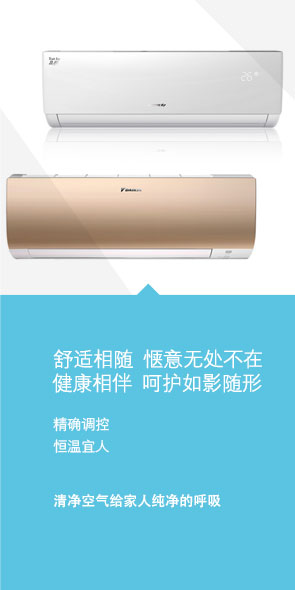 26
DAIKIN
舒适相随 惬意无处不在
健康相伴 呵护如影随形
精确调控
恒温宜人
清净空气给家人纯净的呼吸